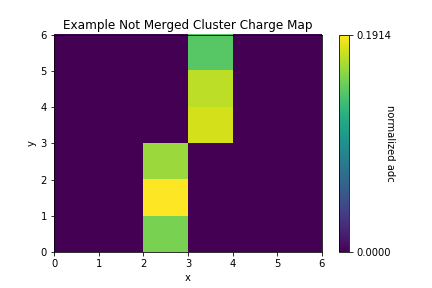 Example Not Merged Cluster Charge Map
6
5
4
3
2
1
0
y
0 1 2 3 4 5 6
x
0.1914
normalized adc
0.0000